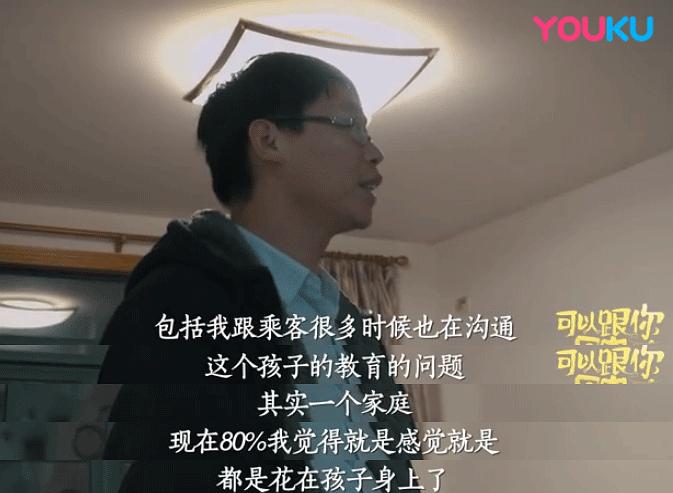 YOUKU
包括我跟乘客很多时候也在沟通
可以跟你
这个孩子的教育的问题
可以跟你
其实一个家庭
现在80%我觉得就是感觉就是
都是花在孩子身上了